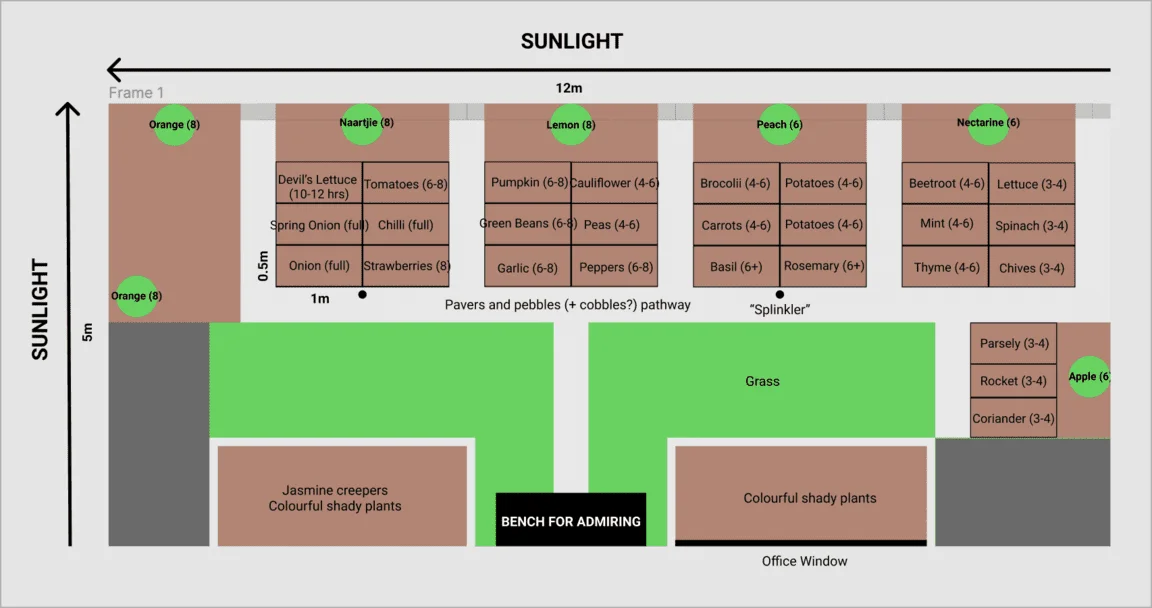 SUNLIGHT
12m
Frame 1
Orange (8)
Naartjie (8)
Lemon (8)
Peach (6)
Nectarine (6)
Devil's Lettuce
(10-12 hrs)
Tomatoes (6-8)
Pumpkin (6-8)
Cauliflower (4-6)
Brocolii (4-6)
Potatoes (4-6)
Beetroot (4-6)
Lettuce (3-4)
Spring Onion (full)
Chilli (full)
Green Beans (6-8)
Peas (4-6)
Carrots (4-6)
Potatoes (4-6)
Mint (4-6)
Spinach (3-4)
Onion (full)
Strawberries (8)
Garlic (6-8)
Peppers (6-8)
Basil (6+)
Rosemary (6+)
Thyme (4-6)
Chives (3-4)
0.5m
1m
Orange (8)
Pavers and pebbles (+ cobbles?) pathway
“Splinkler”
SUNLIGHT
5m
Grass
Parsely (3-4)
Rocket (3-4)
Coriander (3-4)
Apple (6
Jasmine creepers
Colourful shady plants
Colourful shady plants
BENCH FOR ADMIRING
Office Window